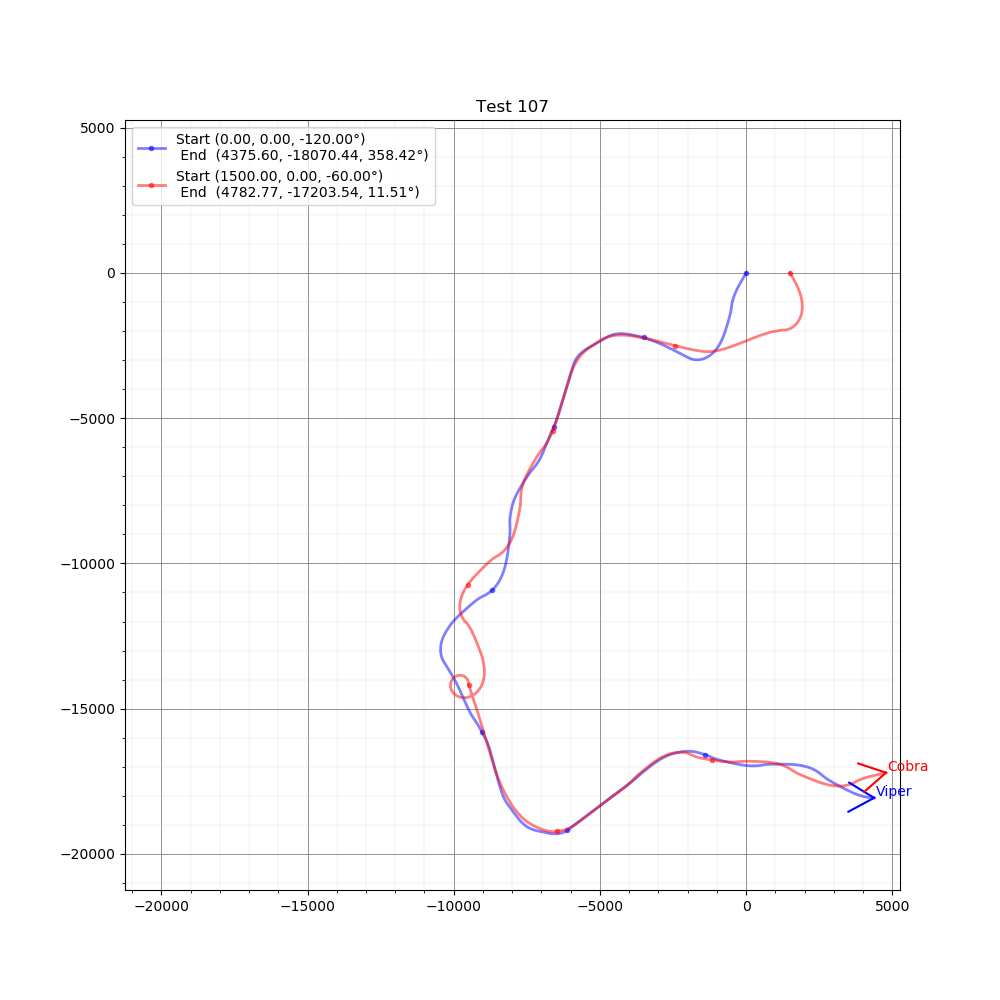 Test 107
Start (0.00, 0.00, -120.00°)
End (4375.60, -18070.44, 358.42°)
Start (1500.00, 0.00, -60.00°)
End (4782.77, -17203.54, 11.51°)
5000
0
−5000
−10000
−15000
−20000
Cobra
Viper
−20000 −15000 −10000 −5000 0 5000